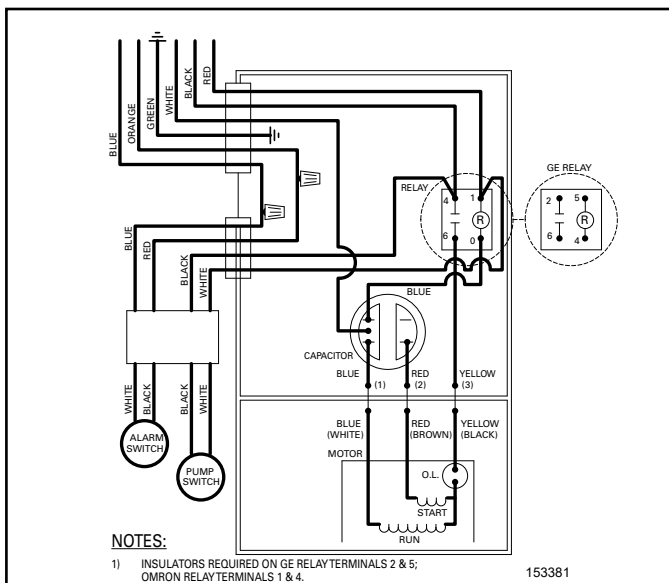 BLUE
ORANGE
GREEN
WHITE
BLACK
RED
RELAY
4
1
R
6
0
GE RELAY
2
5
R
6
4
BLUE
RED
BLACK
WHITE
BLUE
CAPACITOR
BLUE
(1)
RED
(2)
YELLOW
(3)
WHITE
BLACK
BLACK
WHITE
ALARM
SWITCH
PUMP
SWITCH
BLUE
(WHITE)
RED
(BROWN)
YELLOW
(BLACK)
MOTOR
O.L.
START
RUN
NOTES:
1) INSULATORS REQUIRED ON GE RELAY TERMINALS 2 & 5;
OMRON RELAY TERMINALS 1 & 4.
153381